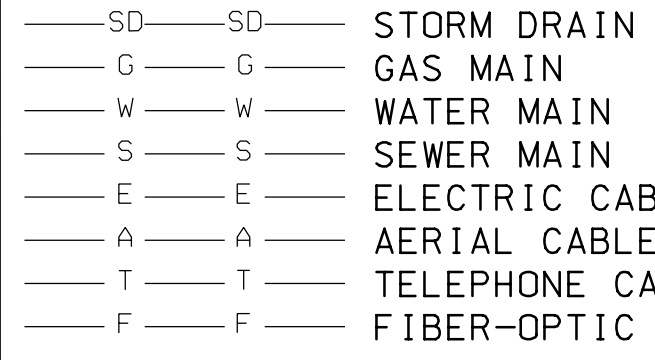 SD SD STORM DRAIN
G G GAS MAIN
W W WATER MAIN
S S SEWER MAIN
E E ELECTRIC CAB
A A AERIAL CABLE
T T TELEPHONE CA
F F FIBER-OPTIC